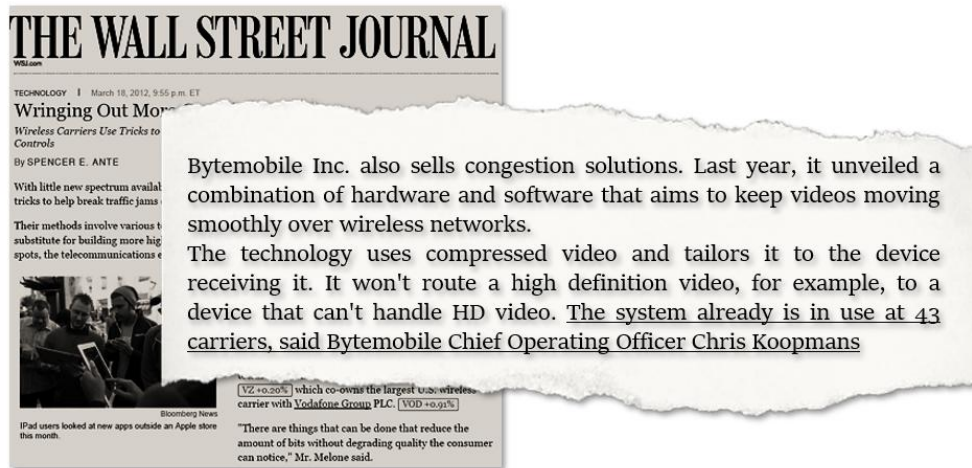 THE WALL STREET JOURNAL
WSJ.com
TECHNOLOGY | March 18, 2012, 9:55 p.m. ET
Wringing Out More
Wireless Carriers Use Tricks to
Controls
By SPENCER E. ANTE
With little new spectrum
tricks to help break traffic jams
Their methods involve various
substitute for building more
spots, the telecommunications
Bloomberg News
IPad users looked at new apps outside an Apple store
this month.
Bytemobile Inc. also sells congestion solutions. Last year, it unveiled a
combination of hardware and software that aims to keep videos moving
smoothly over wireless networks.
The technology uses compressed video and tailors it to the device
receiving it. It won't route a high definition video, for example, to a
device that can't handle HD video. The system already is in use at 43
carriers, said Bytemobile Chief Operating Officer Chris Koopmans
VZ +0.20% which co-owns the largest U.S. wireless
carrier with Vodafone Group PLC. VOD +0.91%
"There are things that can be done that reduce the
amount of bits without degrading quality the consumer
can notice," Mr. Melone said.